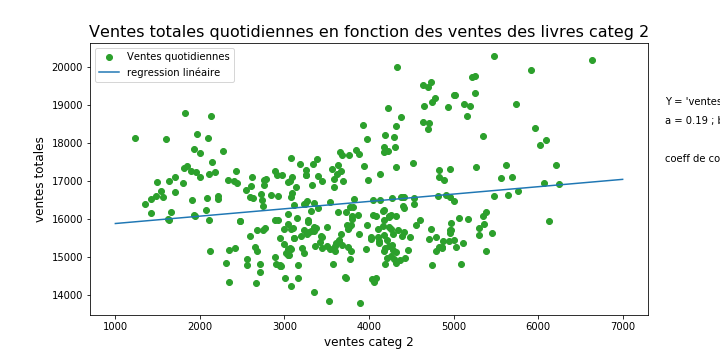 Ventes totales quotidiennes en fonction des ventes des livres categ 2
Ventes quotidiennes
regression linéaire
20000
19000
18000
17000
16000
15000
14000
ventes totales
1000 2000 3000 4000 5000 6000 7000
ventes categ 2
Y = 'ventes
a = 0.19 ;
coeff de